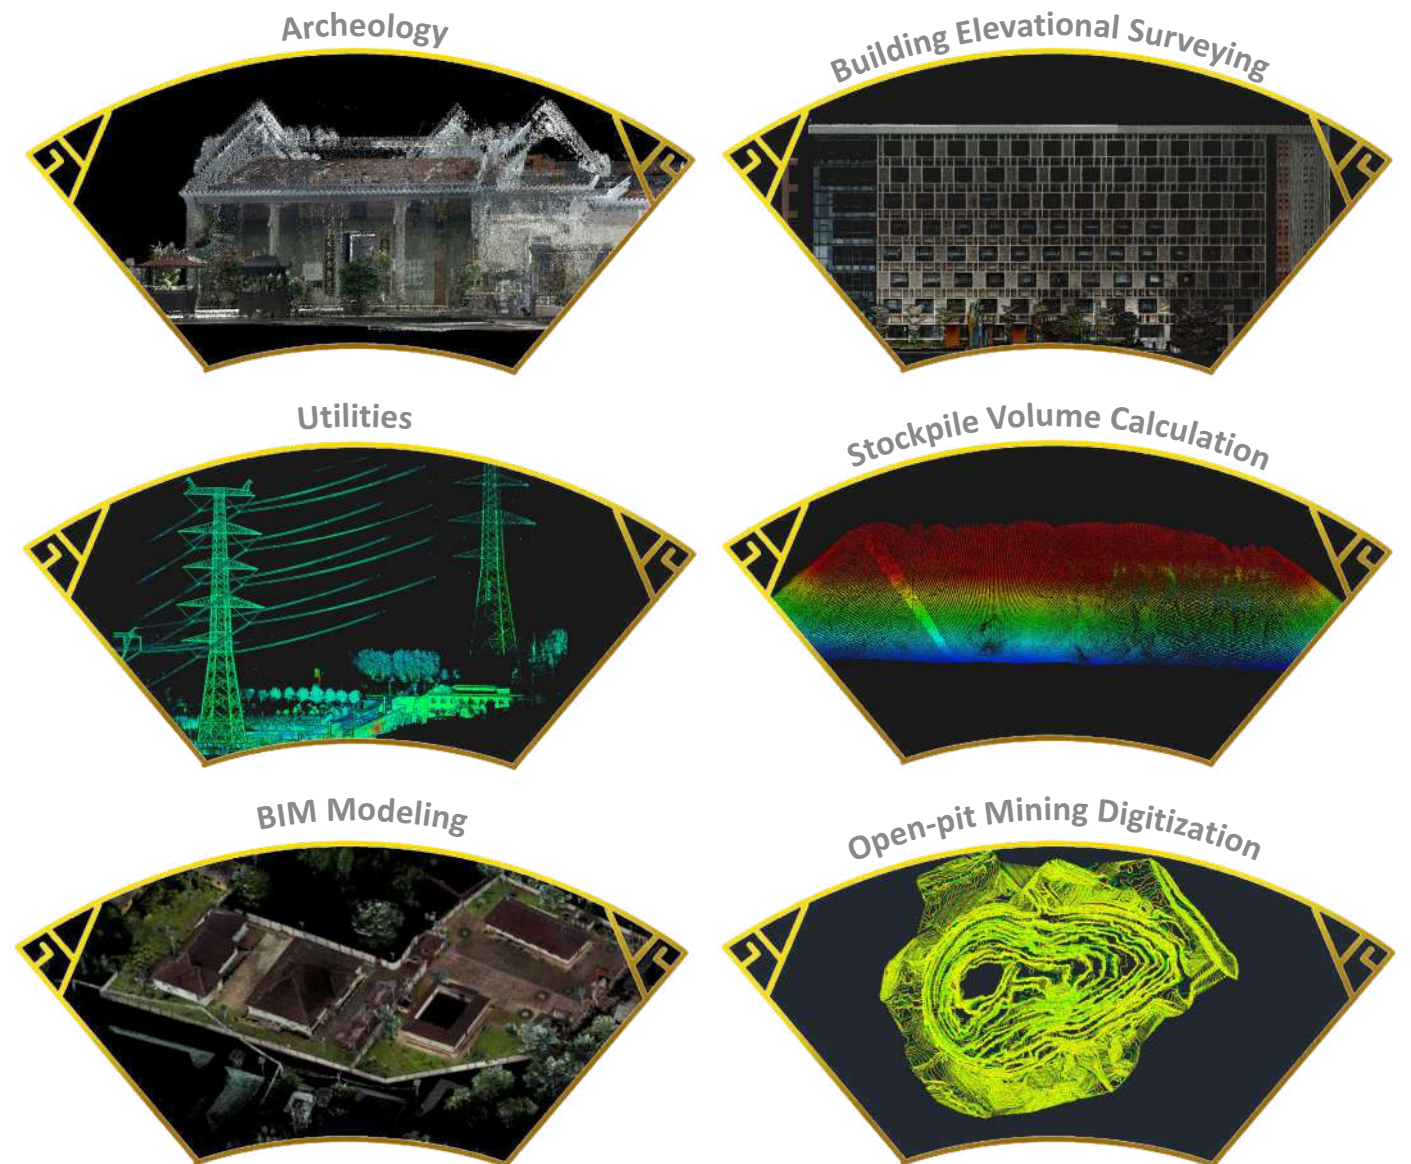 Archeology
Building Elevational Surveying
Utilities
Stockpile Volume Calculation
BIM Modeling
Open-pit Mining Digitization